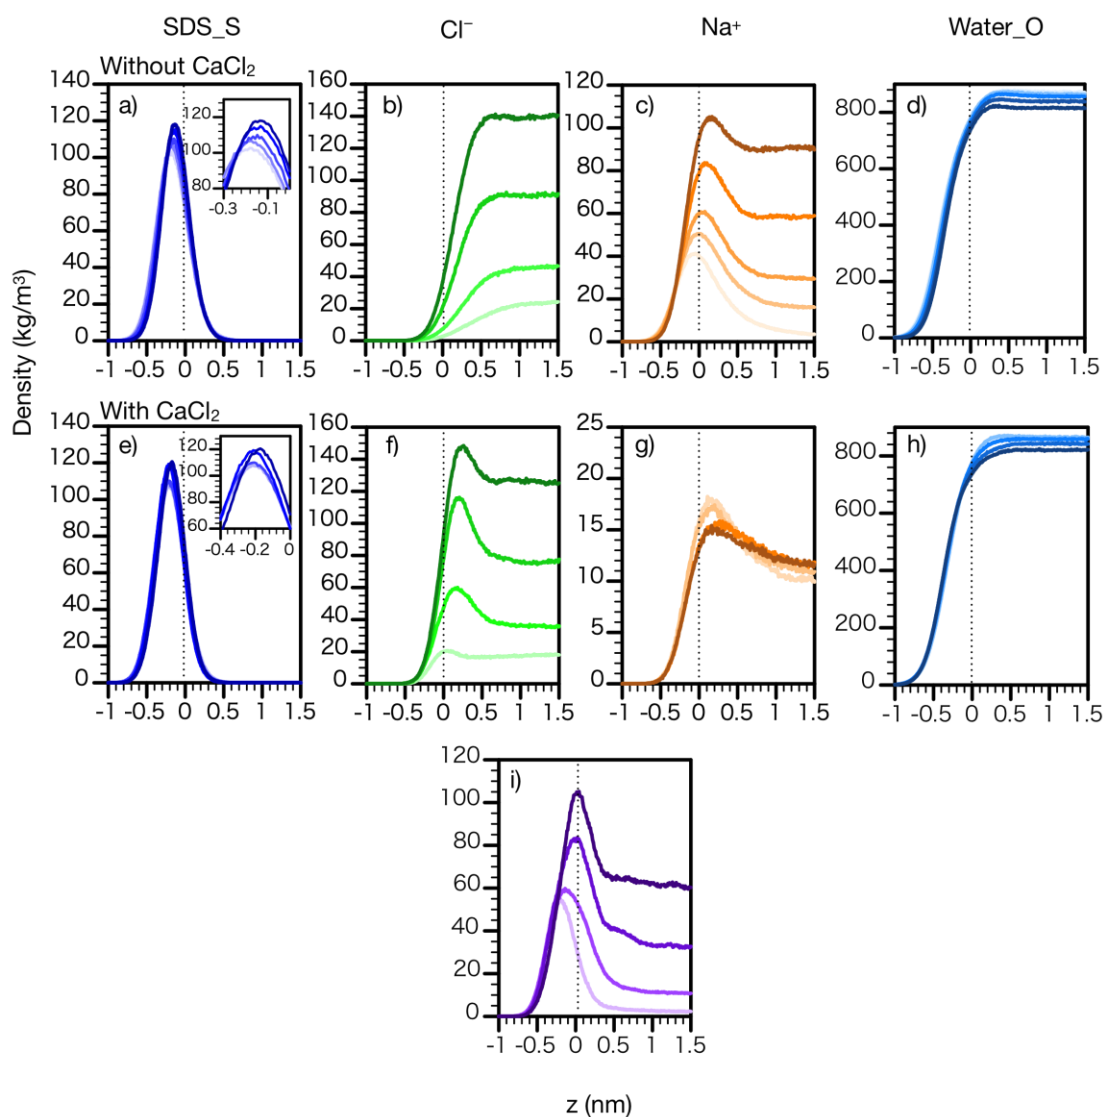 SDS_S Cl⁻ Na⁺ Water_O
Without CaCl₂
140 120 100 80 60 40 20 0
a)
120 100 80
-0.3 -0.1
-1 -0.5 0 0.5 1 1.5
160 140 120 100 80 60 40 20 0
b)
-1 -0.5 0 0.5 1 1.5
120 100 80 60 40 20 0
c)
-1 -0.5 0 0.5 1 1.5
800 600 400 200 0
d)
-1 -0.5 0 0.5 1 1.5
Density (kg/m³)
With CaCl₂
140 120 100 80 60 40 20 0
e)
120 100 80 60
-0.4 -0.2 0
-1 -0.5 0 0.5 1 1.5
160 140 120 100 80 60 40 20 0
f)
-1 -0.5 0 0.5 1 1.5
25 20 15 10 5 0
g)
-1 -0.5 0 0.5 1 1.5
800 600 400 200 0
h)
-1 -0.5 0 0.5 1 1.5
120 100 80 60 40 20 0
i)
-1 -0.5 0 0.5 1 1.5
z (nm)